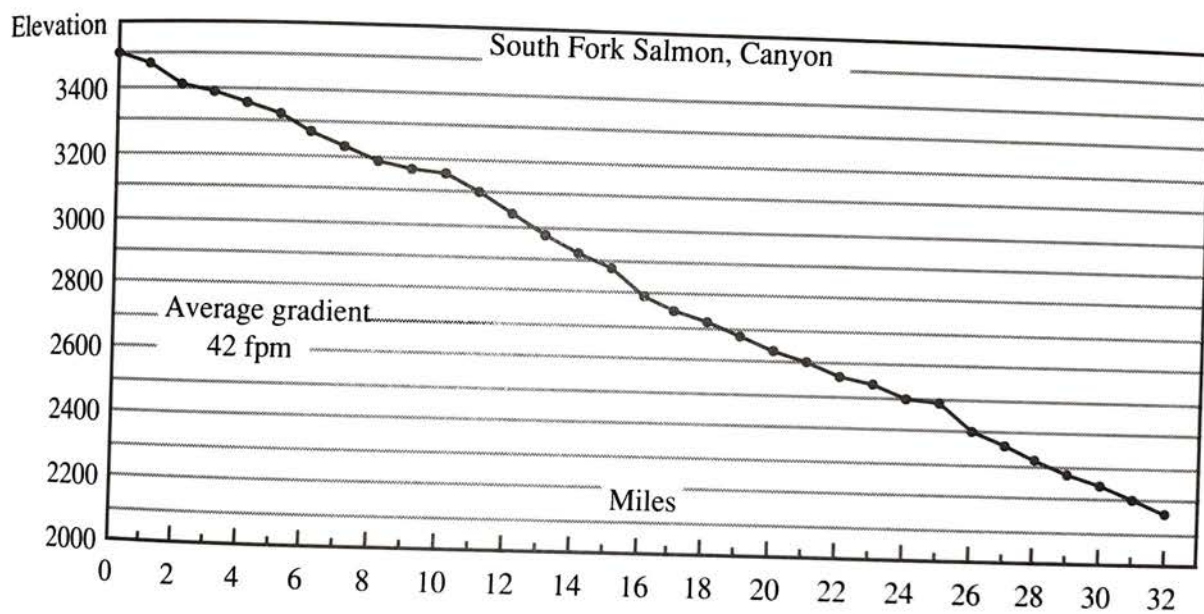 Elevation
South Fork Salmon, Canyon
3400
3200
3000
2800
Average gradient
42 fpm
2600
2400
2200
Miles
2000
0 2 4 6 8 10 12 14 16 18 20 22 24 26 28 30 32